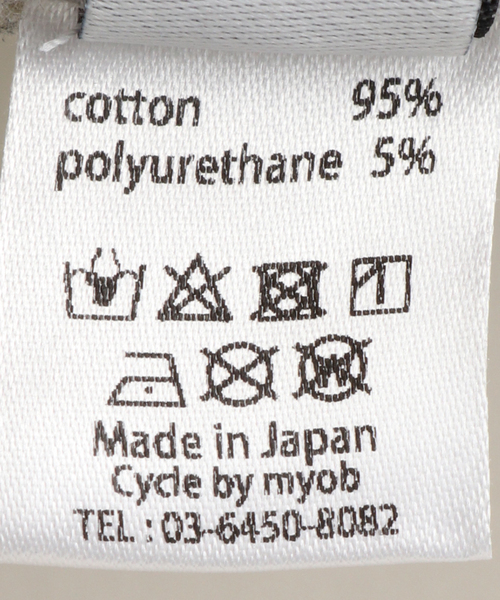 cotton 95%
polyurethane 5%
W
Made in Japan
Cycle by myob
TEL : 03-6450-8082